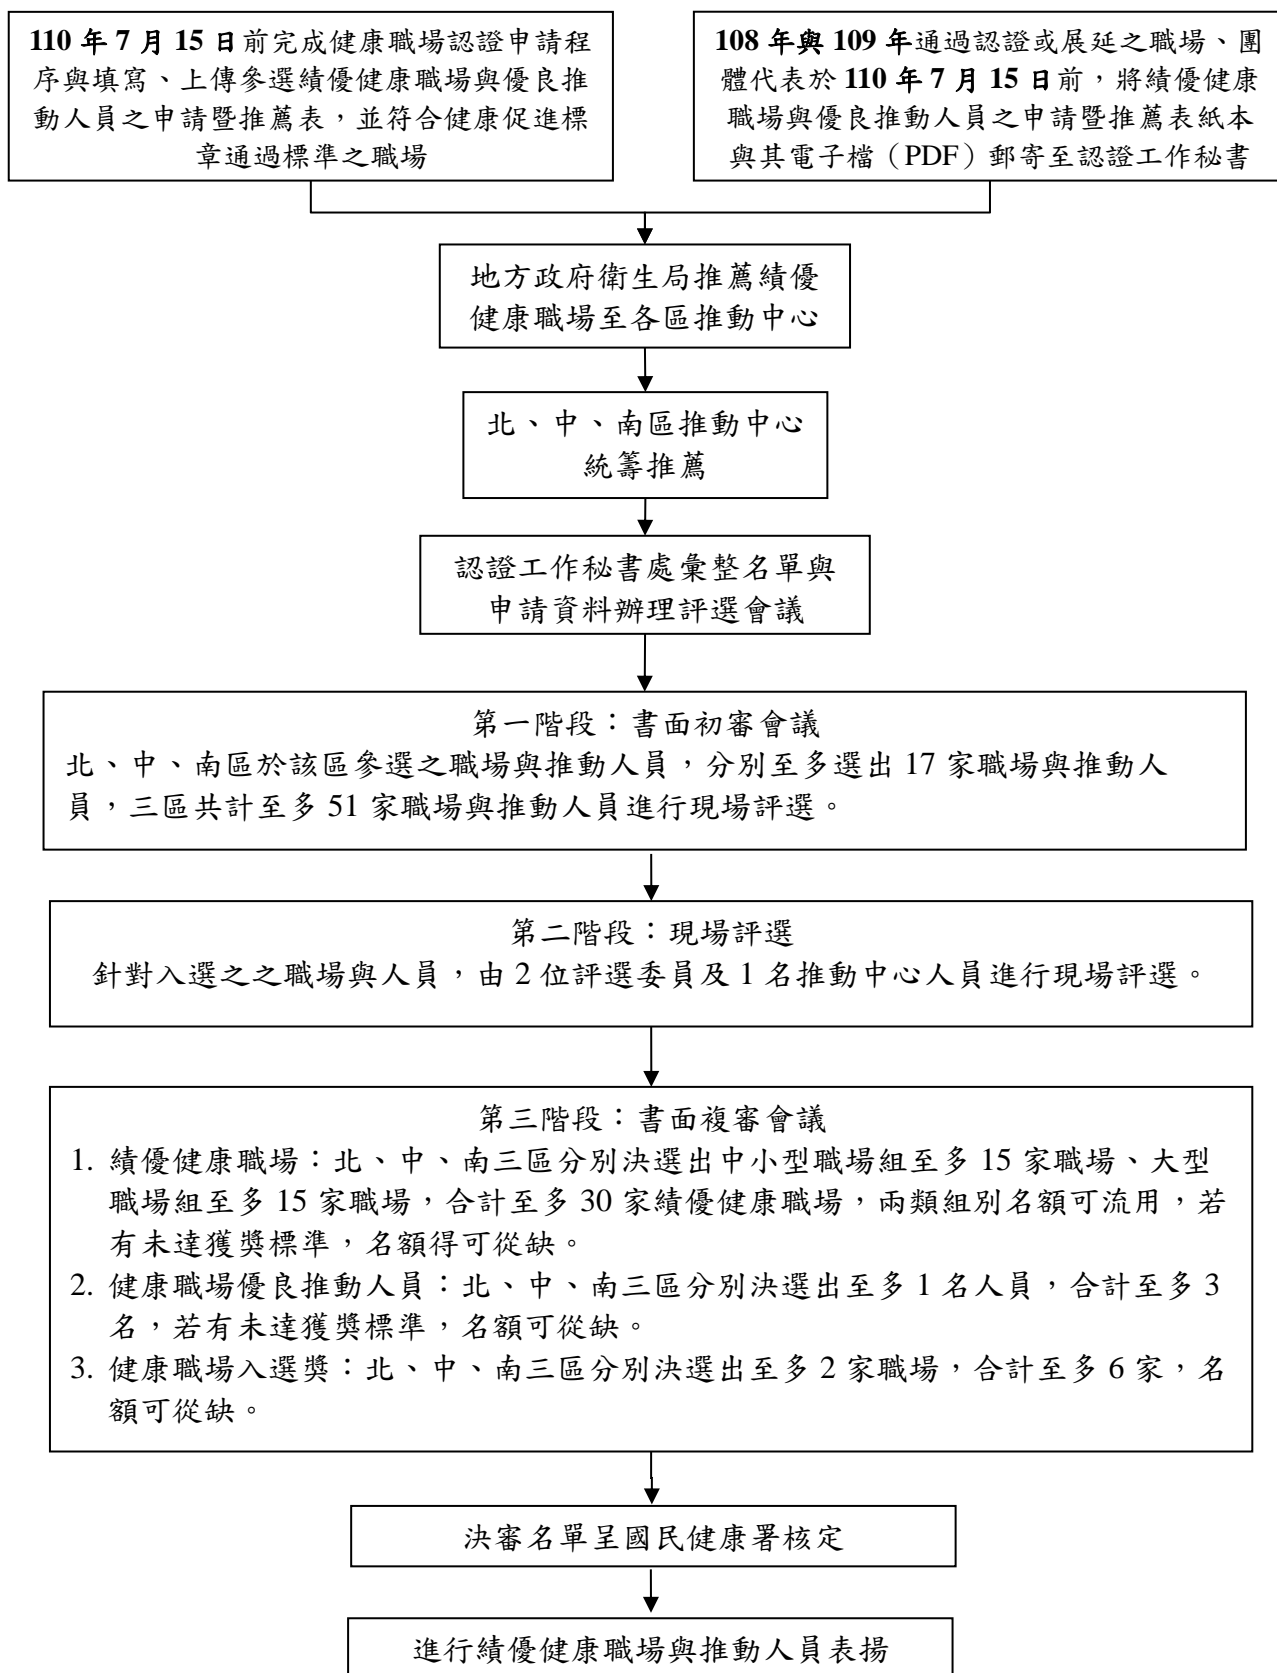 110 年 7 月 15 日前完成健康職場認證申請程
序與填寫、上傳參選績優健康職場與優良推
動人員之申請暨推薦表，並符合健康促進標
章通過標準之職場
108 年與 109 年通過認證或展延之職場、團
體代表於 110 年 7 月 15 日前，將績優健康
職場與優良推動人員之申請暨推薦表紙本
與其電子檔（PDF）郵寄至認證工作秘書
地方政府衛生局推薦績優
健康職場至各區推動中心
北、中、南區推動中心
統籌推薦
認證工作秘書處彙整名單與
申請資料辦理評選會議
第一階段：書面初審會議
北、中、南區於該區參選之職場與推動人員，分別至多選出 17 家職場與推動人
員，三區共計至多 51 家職場與推動人員進行現場評選。
第二階段：現場評選
針對入選之之職場與人員，由 2 位評選委員及 1 名推動中心人員進行現場評選。
第三階段：書面複審會議
1. 績優健康職場：北、中、南三區分別決選出中小型職場組至多 15 家職場、大型
職場組至多 15 家職場，合計至多 30 家績優健康職場，兩類組別名額可流用，若
有未達獲獎標準，名額得可從缺。
2. 健康職場優良推動人員：北、中、南三區分別決選出至多 1 名人員，合計至多 3
名，若有未達獲獎標準，名額可從缺。
3. 健康職場入選獎：北、中、南三區分別決選出至多 2 家職場，合計至多 6 家，名
額可從缺。
決審名單呈國民健康署核定
進行績優健康職場與推動人員表揚